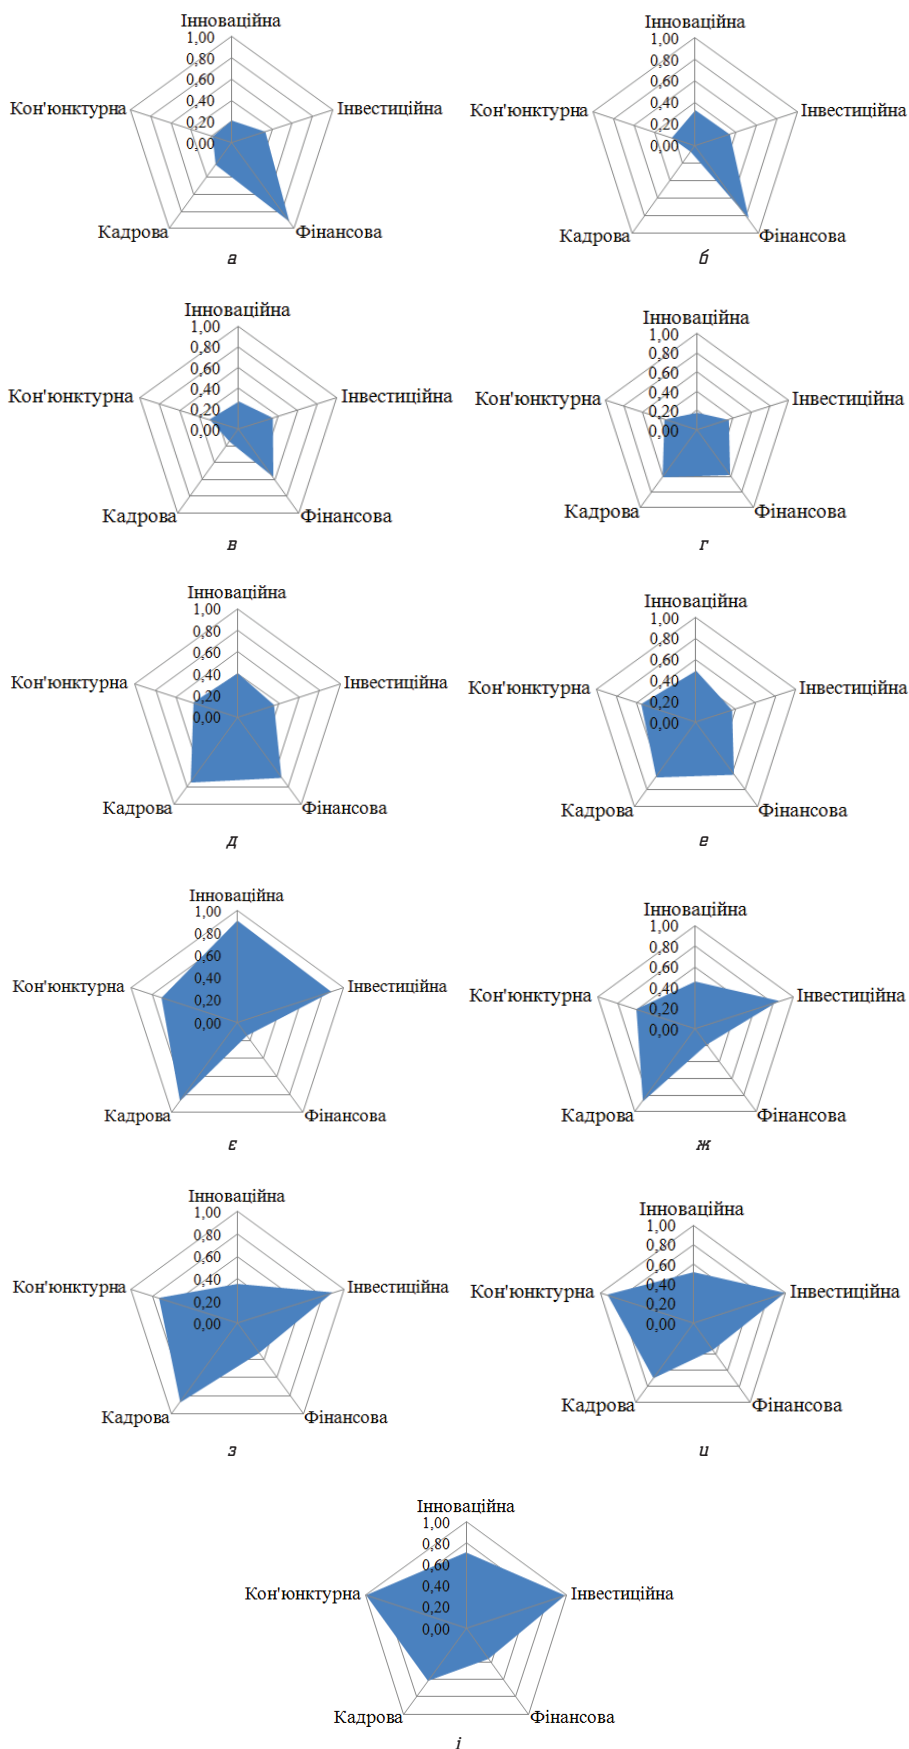 Інноваційна
1,00
0,80
0,60
0,40
0,20
0,00
Кон'юнктурна
Інвестиційна
Кадрова
Фінансова
а
Інноваційна
1,00
0,80
0,60
0,40
0,20
0,00
Кон'юнктурна
Інвестиційна
Кадрова
Фінансова
б
Інноваційна
1,00
0,80
0,60
0,40
0,20
0,00
Кон'юнктурна
Інвестиційна
Кадрова
Фінансова
в
Інноваційна
1,00
0,80
0,60
0,40
0,20
0,00
Кон'юнктурна
Інвестиційна
Кадрова
Фінансова
г
Інноваційна
1,00
0,80
0,60
0,40
0,20
0,00
Кон'юнктурна
Інвестиційна
Кадрова
Фінансова
д
Інноваційна
1,00
0,80
0,60
0,40
0,20
0,00
Кон'юнктурна
Інвестиційна
Кадрова
Фінансова
е
Інноваційна
1,00
0,80
0,60
0,40
0,20
0,00
Кон'юнктурна
Інвестиційна
Кадрова
Фінансова
є
Інноваційна
1,00
0,80
0,60
0,40
0,20
0,00
Кон'юнктурна
Інвестиційна
Кадрова
Фінансова
ж
Інноваційна
1,00
0,80
0,60
0,40
0,20
0,00
Кон'юнктурна
Інвестиційна
Кадрова
Фінансова
з
Інноваційна
1,00
0,80
0,60
0,40
0,20
0,00
Кон'юнктурна
Інвестиційна
Кадрова
Фінансова
и
Інноваційна
1,00
0,80
0,60
0,40
0,20
0,00
Кон'юнктурна
Інвестиційна
Кадрова
Фінансова
і